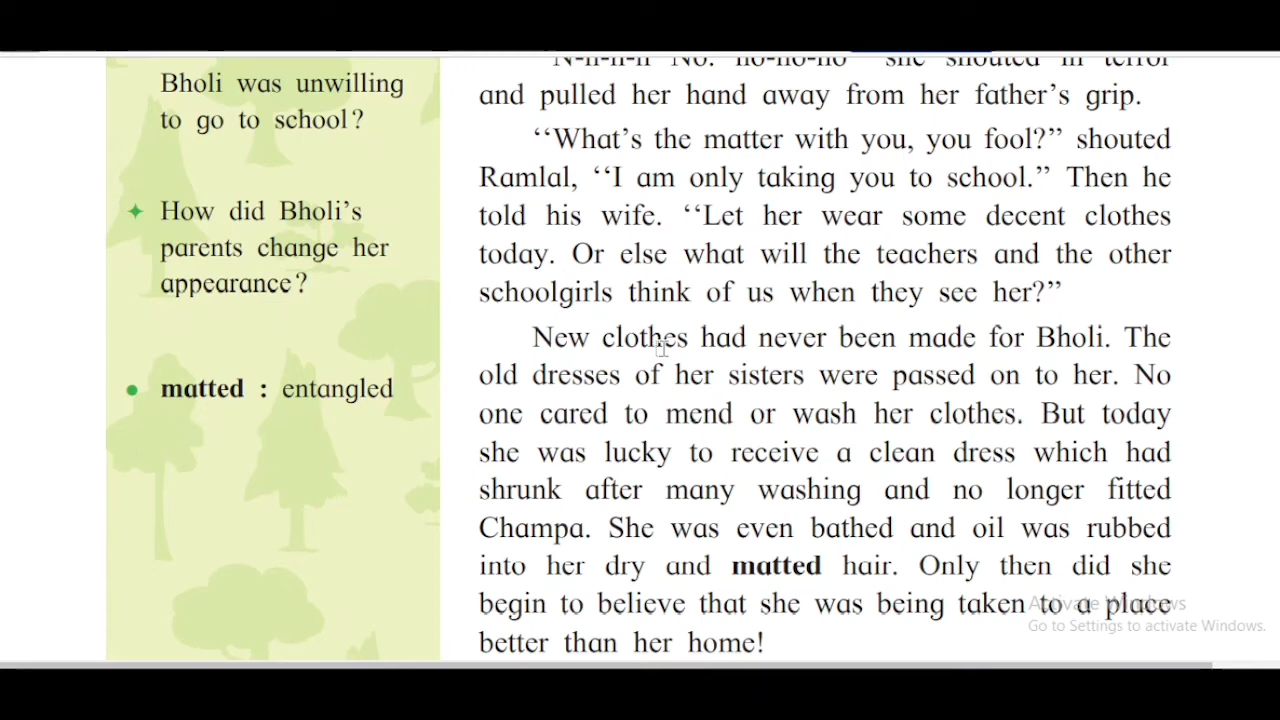 Bholi was unwilling
to go to school?
✦ How did Bholi's
parents change her
appearance?
• matted : entangled
she shouted in terror
and pulled her hand away from her father's grip.
‘‘What's the matter with you, you fool?’’ shouted
Ramlal, ‘‘I am only taking you to school.’’ Then he
told his wife. ‘‘Let her wear some decent clothes
today. Or else what will the teachers and the other
schoolgirls think of us when they see her?’’
New clothes had never been made for Bholi. The
old dresses of her sisters were passed on to her. No
one cared to mend or wash her clothes. But today
she was lucky to receive a clean dress which had
shrunk after many washing and no longer fitted
Champa. She was even bathed and oil was rubbed
into her dry and matted hair. Only then did she
begin to believe that she was being taken to a place
better than her home!
Activate Windows
Go to Settings to activate Windows.